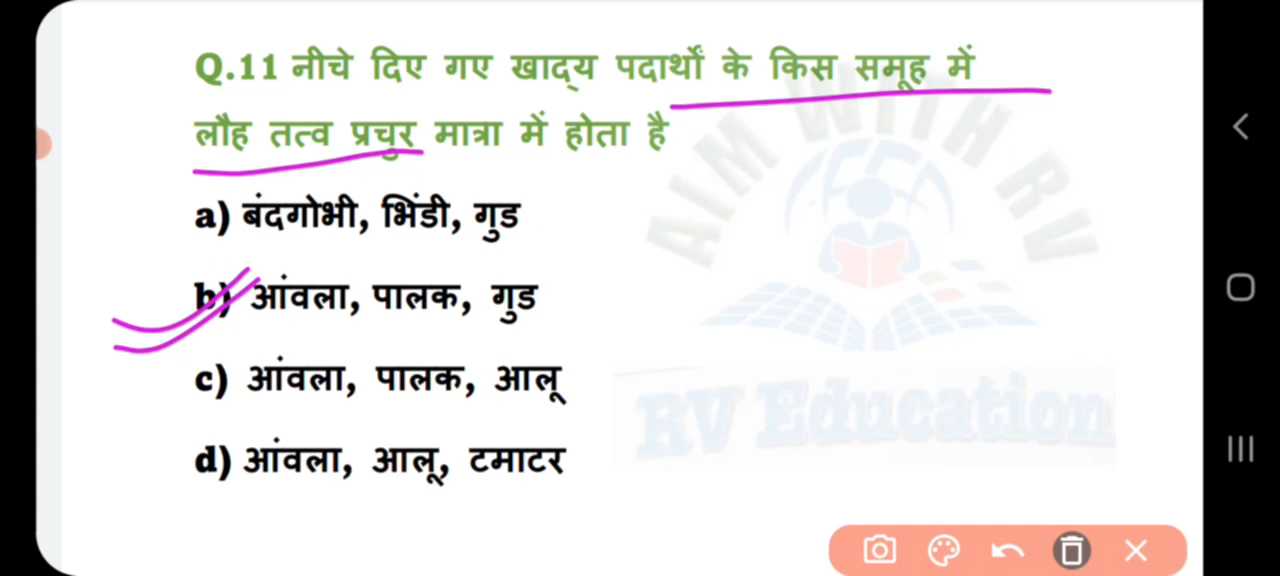 Q.11 नीचे दिए गए खाद्य पदार्थों के किस समूह में
लौह तत्व प्रचुर मात्रा में होता है
a) बंदगोभी, भिंडी, गुड
b) आंवला, पालक, गुड
c) आंवला, पालक, आलू
d) आंवला, आलू, टमाटर
AIM WITH RV
RV Education